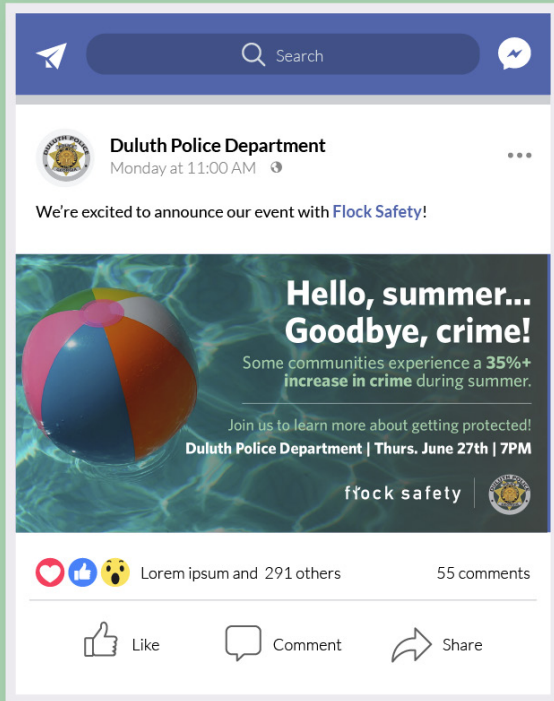 Search
Duluth Police Department
Monday at 11:00 AM
We're excited to announce our event with Flock Safety!
Hello, summer...
Goodbye, crime!
Some communities experience a 35%+
increase in crime during summer.
Join us to learn more about getting protected!
Duluth Police Department | Thurs. June 27th | 7PM
flock safety
Lorem ipsum and 291 others
55 comments
Like
Comment
Share